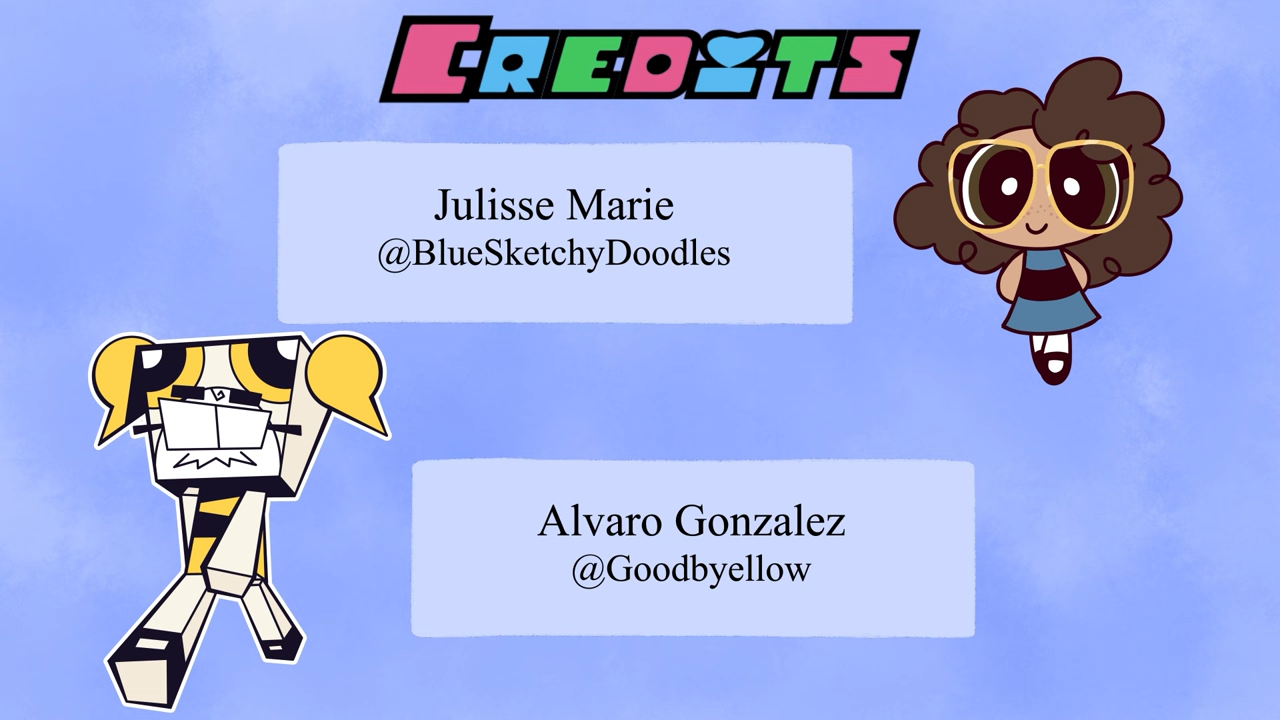 CREDITS
Julisse Marie
@BlueSketchyDoodles
Alvaro Gonzalez
@Goodbyellow